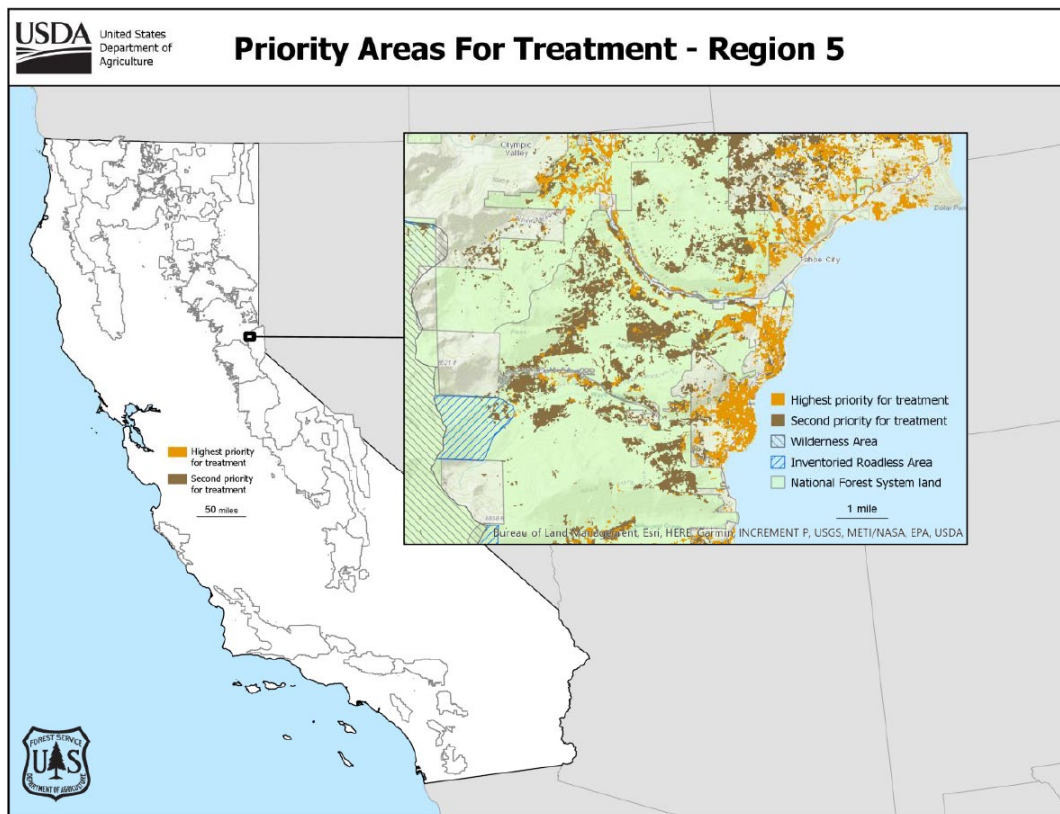 USDA
United States
Department of
Agriculture
Priority Areas For Treatment - Region 5
Olympic
Valley
Tahoe City
Highest priority for treatment
Second priority for treatment
Wilderness Area
Inventoried Roadless Area
National Forest System land
1 mile
Bureau of Land Management, Esri, HERE, Garmin, INCREMENT P, USGS, METI/NASA, EPA, USDA
Highest priority
for treatment
Second priority
for treatment
50 miles
FOREST SERVICE
U S
DEPARTMENT OF AGRICULTURE